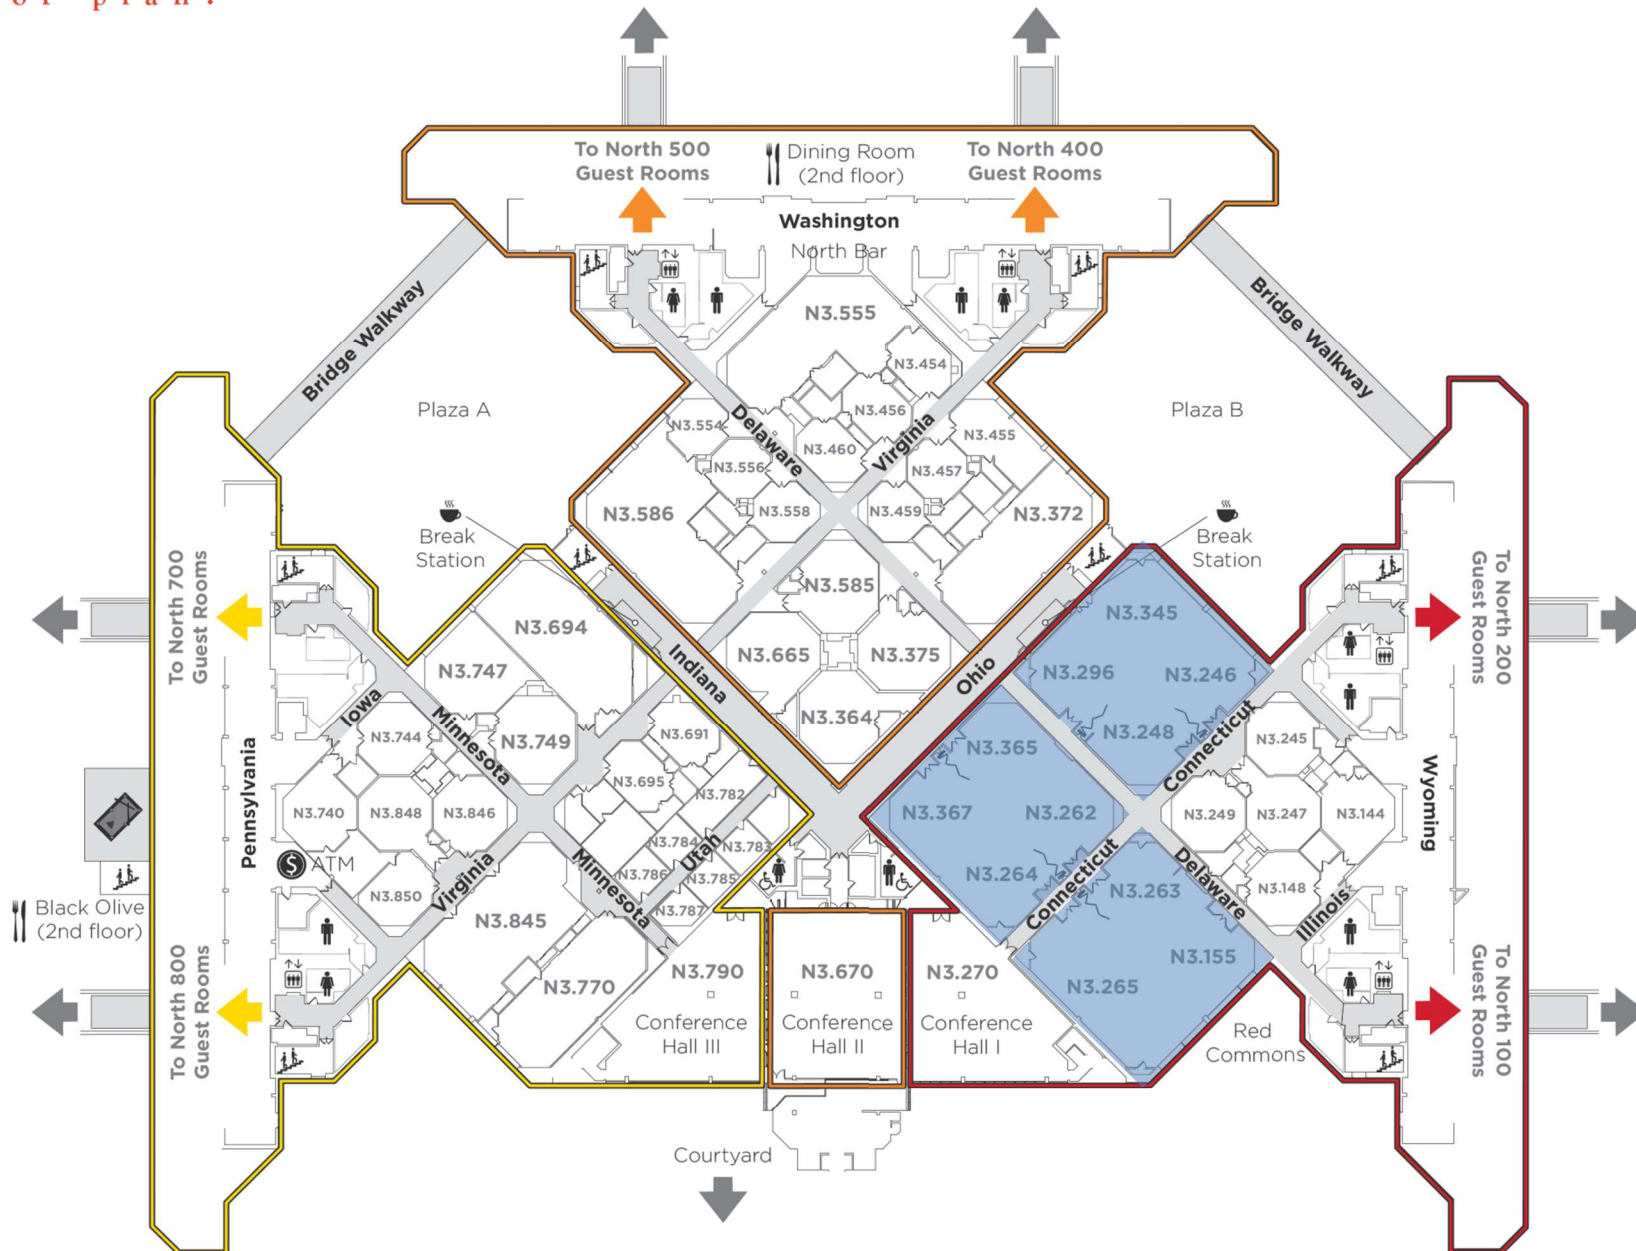 To North 500
Guest Rooms
Dining Room
(2nd floor)
To North 400
Guest Rooms
Washington
North Bar
Bridge Walkway
Bridge Walkway
N3.555
N3.454
Plaza A
Plaza B
N3.456
N3.554
Delaware
Virginia
N3.455
N3.460
N3.556
N3.457
N3.586
N3.558
N3.459
N3.372
Break
Station
Break
Station
To North 700
Guest Rooms
To North 200
Guest Rooms
N3.585
N3.694
N3.345
N3.747
Indiana
N3.665
N3.375
Ohio
N3.296
N3.246
Iowa
N3.364
Minnesota
N3.744
N3.749
N3.691
N3.365
N3.248
Connecticut
N3.245
Pennsylvania
Wyoming
N3.695
N3.782
N3.740
N3.848
N3.846
N3.367
N3.262
N3.249
N3.247
N3.144
N3.784
N3.783
Utah
ATM
Virginia
Minnesota
N3.786
N3.785
N3.264
Connecticut
N3.263
Delaware
N3.148
Illinois
N3.850
Black Olive
(2nd floor)
N3.845
N3.787
N3.155
N3.770
N3.790
N3.670
N3.270
N3.265
To North 800
Guest Rooms
To North 100
Guest Rooms
Conference
Hall III
Conference
Hall II
Conference
Hall I
Red
Commons
Courtyard